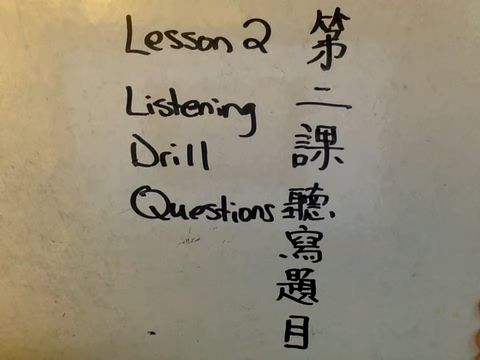 Lesson 2
Listening
Drill
Questions
第二課聽寫題目